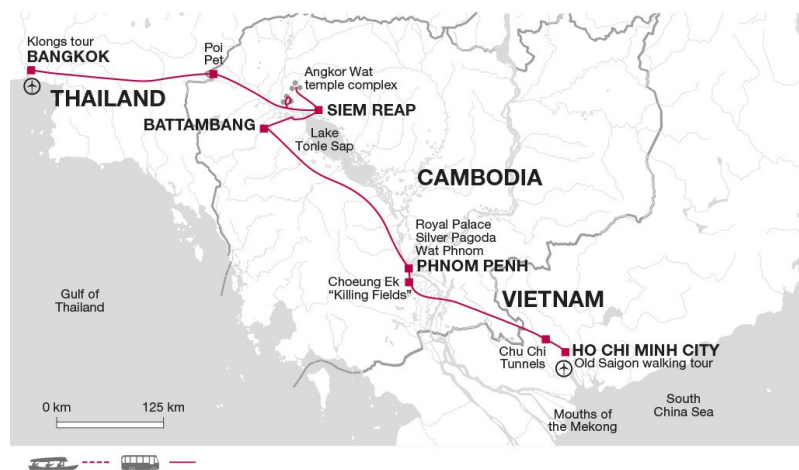 Klongs tour
BANGKOK
Poi
Pet
Angkor Wat
temple complex
THAILAND
SIEM REAP
BATTAMBANG
Lake
Tonle Sap
CAMBODIA
Royal Palace
Silver Pagoda
Wat Phnom
PHNOM PENH
Choeung Ek
“Killing Fields”
VIETNAM
Gulf of
Thailand
Chu Chi
Tunnels
HO CHI MINH CITY
Old Saigon walking tour
0 km
125 km
South
China Sea
Mouths of
the Mekong